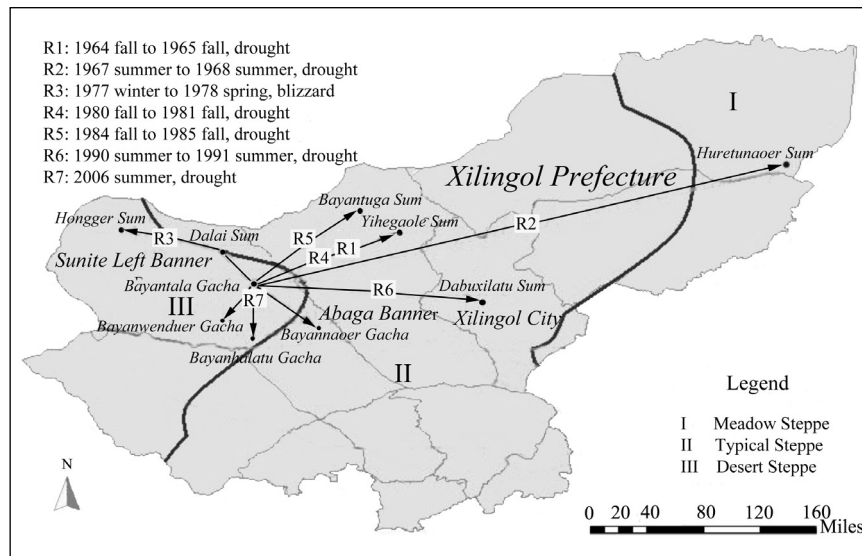 R1: 1964 fall to 1965 fall, drought
R2: 1967 summer to 1968 summer, drought
R3: 1977 winter to 1978 spring, blizzard
R4: 1980 fall to 1981 fall, drought
R5: 1984 fall to 1985 fall, drought
R6: 1990 summer to 1991 summer, drought
R7: 2006 summer, drought
I
Huretunaoer Sum
Xilingol Prefecture
Bayantuga Sum
Yihegaole Sum
Hongger Sum
R3
Dalai Sum
R5
R1
R4
R2
Sunite Left Banner
Bayantala Gacha
R6
Dabuxilatu Sum
R7
III
Abaga Banner
Xilingol City
Bayanwenduer Gacha
Bayannaoer Gacha
Bayanhalatu Gacha
II
Legend
I Meadow Steppe
II Typical Steppe
III Desert Steppe
N
0 20 40 80 120 160
Miles